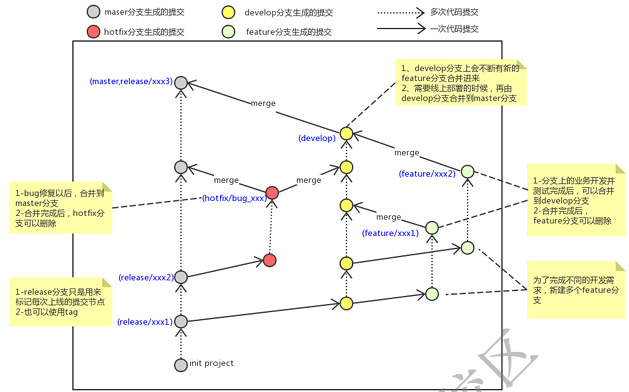 maser分支生成的提交
develop分支生成的提交
多次代码提交
hotfix分支生成的提交
feature分支生成的提交
一次代码提交
(master,release/xxx3)
1、develop分支上会不断有新的
feature分支合并进来
2、需要线上部署的时候，再由
develop分支合并到master分支
merge
(develop)
merge
(feature/xxx2)
merge
merge
1-bug修复以后，合并到
master分支
2-合并完成后，hotfix分
支可以删除
(hotfix/bug_xxx)
merge
(feature/xxx1)
1-分支上的业务开发并
测试完成后，可以合并
到develop分支
2-合并完成后，
feature分支可以删除
(release/xxx2)
1-release分支只是用来
标记每次上线的提交节点
2-也可以使用tag
为了完成不同的开发需
求，新建多个feature分
支
(release/xxx1)
init project